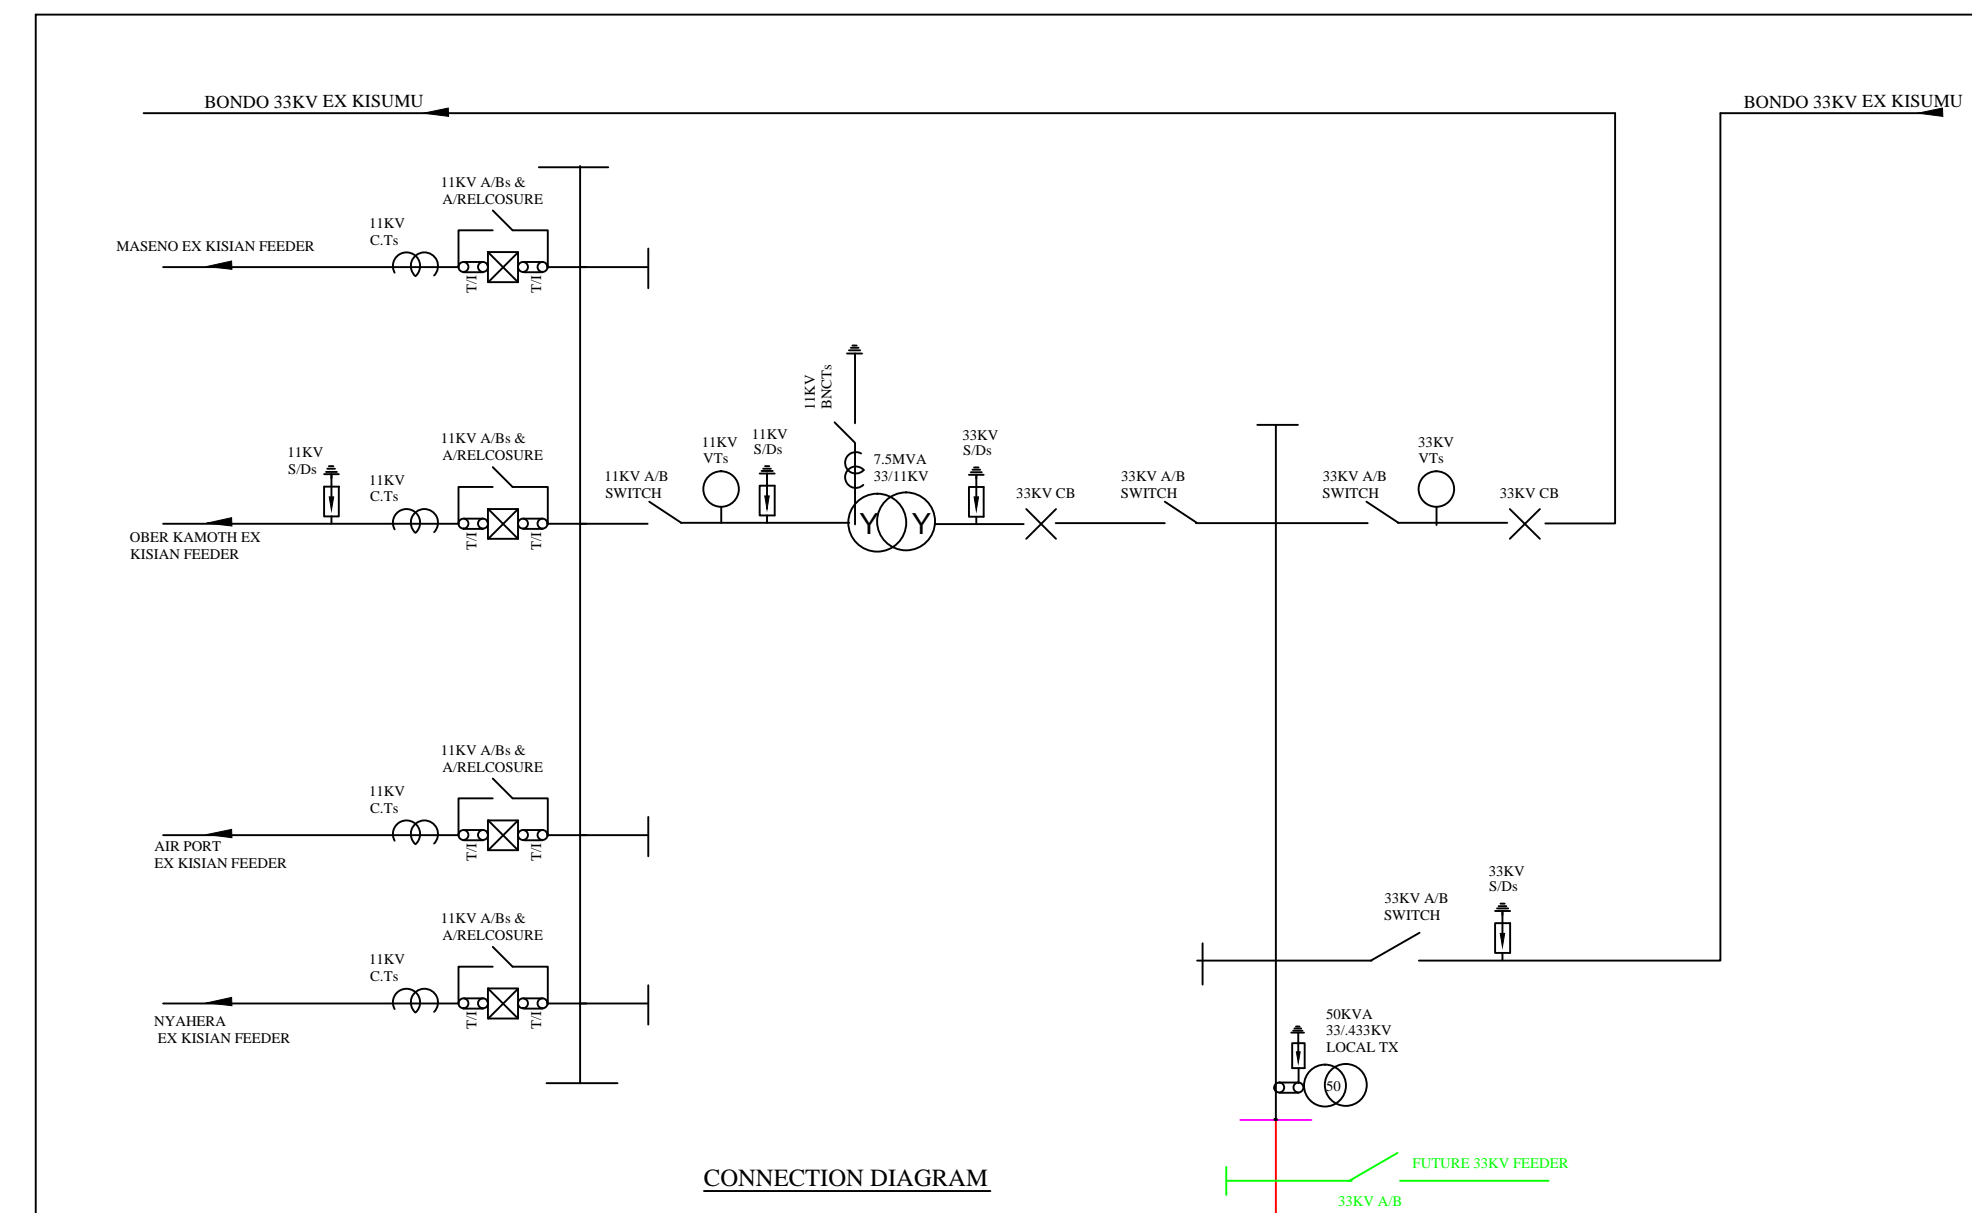 BONDO 33KV EX KISUMU
BONDO 33KV EX KISUMU
11KV A/Bs &
A/RELCOSURE
11KV
C.Ts
MASENO EX KISIAN FEEDER
T/I
T/I
11KV
BNCTs
11KV A/Bs &
A/RELCOSURE
11KV
S/Ds
11KV
C.Ts
T/I
T/I
OBER KAMOTH EX
KISIAN FEEDER
11KV A/B
SWITCH
11KV
VTs
11KV
S/Ds
7.5MVA
33/11KV
Y
Y
33KV
S/Ds
33KV CB
33KV A/B
SWITCH
33KV A/B
SWITCH
33KV
VTs
33KV CB
11KV A/Bs &
A/RELCOSURE
11KV
C.Ts
T/I
T/I
AIR PORT
EX KISIAN FEEDER
33KV A/B
SWITCH
33KV
S/Ds
11KV A/Bs &
A/RELCOSURE
11KV
C.Ts
T/I
T/I
NYAHERA
EX KISIAN FEEDER
50KVA
33/.433KV
LOCAL TX
50
CONNECTION DIAGRAM
FUTURE 33KV FEEDER
33KV A/B